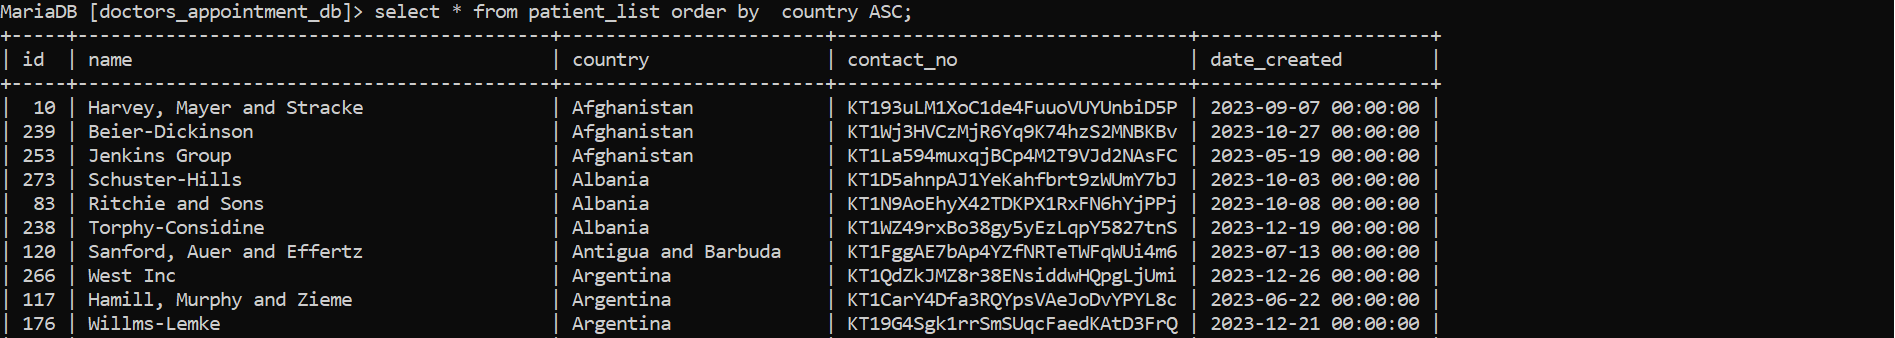 MariaDB [doctors_appointment_db]> select * from patient_list order by  country ASC;
+-----+-------------------------------------------+------------------------+--------------------------------+---------------------+
| id  | name                                      | country                | contact_no                     | date_created        |
+-----+-------------------------------------------+------------------------+--------------------------------+---------------------+
|  10 | Harvey, Mayer and Stracke                 | Afghanistan            | KT193uLM1XoC1de4FuuoVUYUnbiD5P | 2023-09-07 00:00:00 |
| 239 | Beier-Dickinson                           | Afghanistan            | KT1Wj3HVCzMjR6Yq9K74hzS2MNBKBv | 2023-10-27 00:00:00 |
| 253 | Jenkins Group                             | Afghanistan            | KT1La594muxqjBCp4M2T9VJd2NAsFC | 2023-05-19 00:00:00 |
| 273 | Schuster-Hills                            | Albania                | KT1D5ahnpAJ1YeKahfbrt9zWUmY7bJ | 2023-10-03 00:00:00 |
|  83 | Ritchie and Sons                          | Albania                | KT1N9AoEhyX42TDKPX1RxFN6hYjPPj | 2023-10-08 00:00:00 |
| 238 | Torphy-Considine                          | Albania                | KT1WZ49rxBo38gy5yEzLqpY5827tnS | 2023-12-19 00:00:00 |
| 120 | Sanford, Auer and Effertz                 | Antigua and Barbuda    | KT1FggAE7bAp4YZfNRTeTWFqWUi4m6 | 2023-07-13 00:00:00 |
| 266 | West Inc                                  | Argentina              | KT1QdZkJMZ8r38ENsiddwHQpgLjUmi | 2023-12-26 00:00:00 |
| 117 | Hamill, Murphy and Zieme                  | Argentina              | KT1CarY4Dfa3RQYpsVAeJoDvYPYL8c | 2023-06-22 00:00:00 |
| 176 | Willms-Lemke                              | Argentina              | KT19G4Sgk1rrSmSUqcFaedKAtD3FrQ | 2023-12-21 00:00:00 |